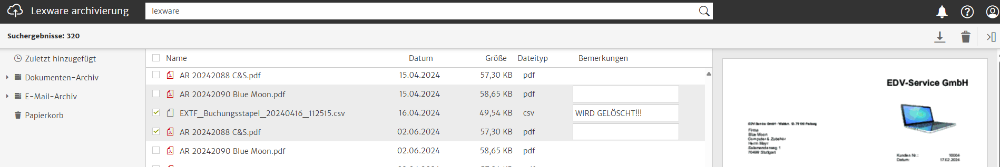 Lexware archivierung
lexware
Suchergebnisse: 320
Zuletzt hinzugefügt
Dokumenten-Archiv
E-Mail-Archiv
Papierkorb
Name Datum Größe Dateityp Bemerkungen
AR 20242088 C&S.pdf 15.04.2024 57,30 KB pdf
AR 20242090 Blue Moon.pdf 15.04.2024 58,65 KB pdf
EXTF_Buchungsstapel_20240416_112515.csv 16.04.2024 49,54 KB csv WIRD GELÖSCHT!!!
AR 20242088 C&S.pdf 02.06.2024 57,30 KB pdf
AR 20242090 Blue Moon.pdf 02.06.2024 58,65 KB pdf
EDV-Service GmbH
Firma
Blue Moon
Computer & Zubehör
Herrn Mayr
Salamanderweg 1
70499 Stuttgart
Kunden Nr.: 10004
Datum: 17.02.2024